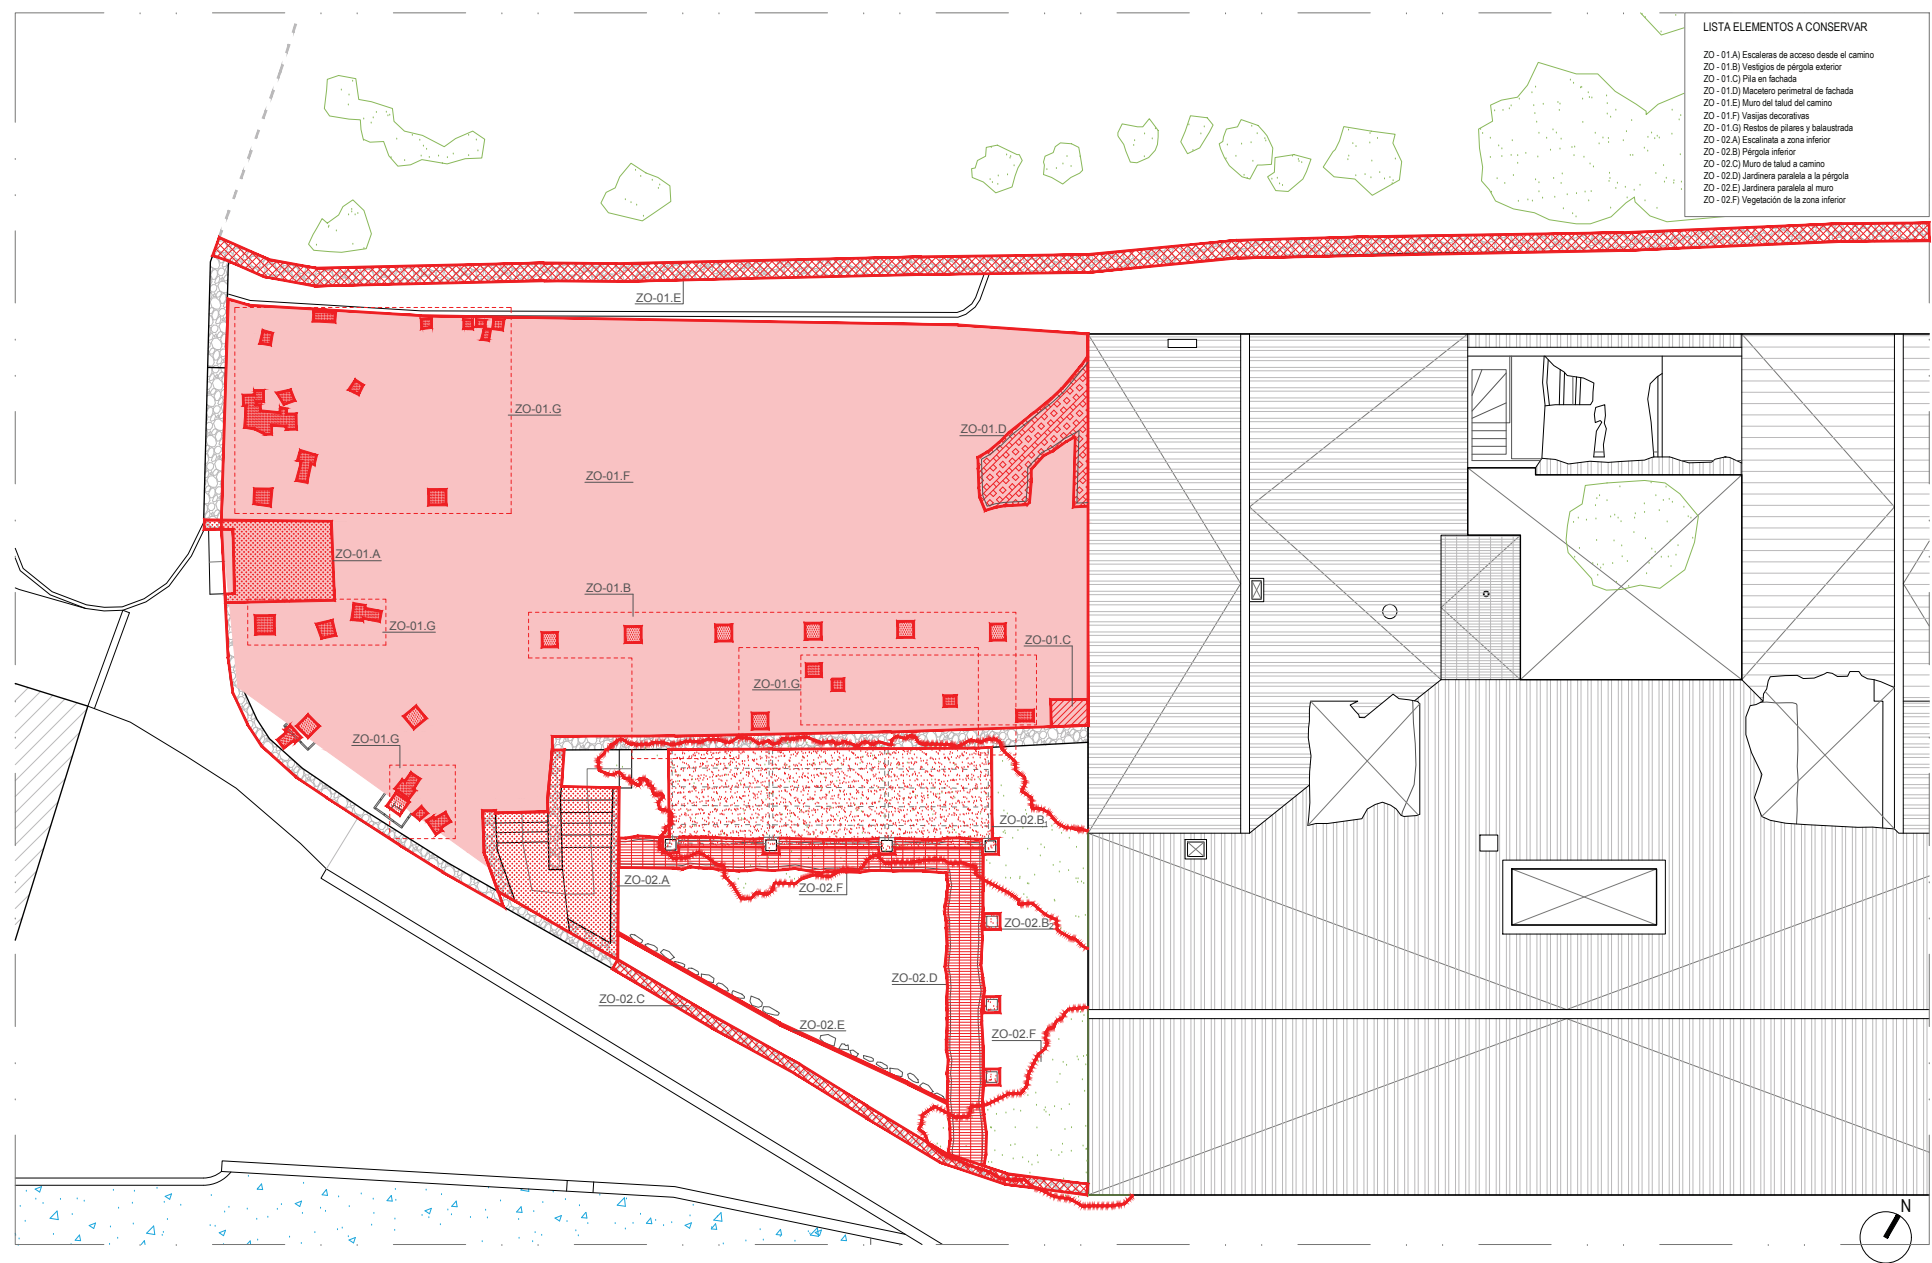 LISTA ELEMENTOS A CONSERVAR
ZO - 01.A) Escaleras de acceso desde el camino
ZO - 01.B) Vestigios de pérgola exterior
ZO - 01.C) Pila en fachada
ZO - 01.D) Macetero perimetral de fachada
ZO - 01.E) Muro del talud del camino
ZO - 01.F) Vasijas decorativas
ZO - 01.G) Restos de pilares y balaustrada
ZO - 02.A) Escalinata a zona inferior
ZO - 02.B) Pérgola inferior
ZO - 02.C) Muro de talud a camino
ZO - 02.D) Jardinera paralela a la pérgola
ZO - 02.E) Jardinera paralela al muro
ZO - 02.F) Vegetación de la zona inferior
ZO-01.E
ZO-01.G
ZO-01.D
ZO-01.F
ZO-01.A
ZO-01.B
ZO-01.G
ZO-01.C
ZO-01.G
ZO-01.G
ZO-02.B
ZO-02.A
ZO-02.F
ZO-02.B
ZO-02.D
ZO-02.C
ZO-02.E
ZO-02.F
N